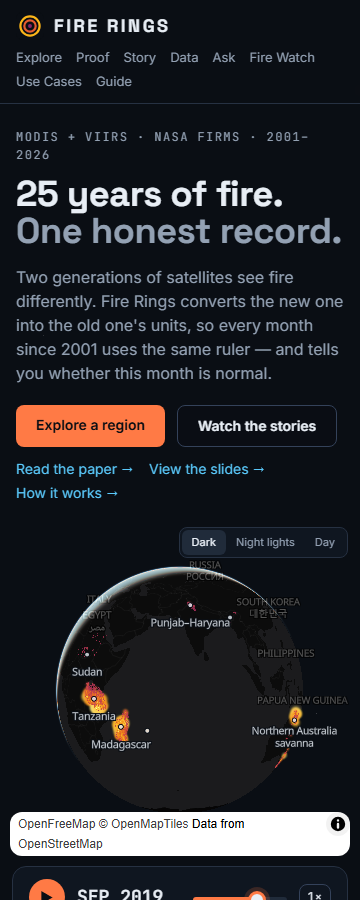 FIRE RINGS
Explore Proof Story Data Ask Fire Watch
Use Cases Guide
MODIS + VIIRS · NASA FIRMS · 2001–
2026
25 years of fire.
One honest record.
Two generations of satellites see fire
differently. Fire Rings converts the new one
into the old one's units, so every month
since 2001 uses the same ruler — and tells
you whether this month is normal.
Explore a region Watch the stories
Read the paper → View the slides →
How it works →
Dark Night lights Day
RUSSIA
РОССИЯ
ITALY
SOUTH KOREA
대한민국
EGYPT
مصر
Punjab–Haryana
PHILIPPINES
Sudan
PAPUA NEW GUINEA
Tanzania
Northern Australia
savanna
Madagascar
OpenFreeMap © OpenMapTiles Data from
OpenStreetMap
SEP 2019 1×